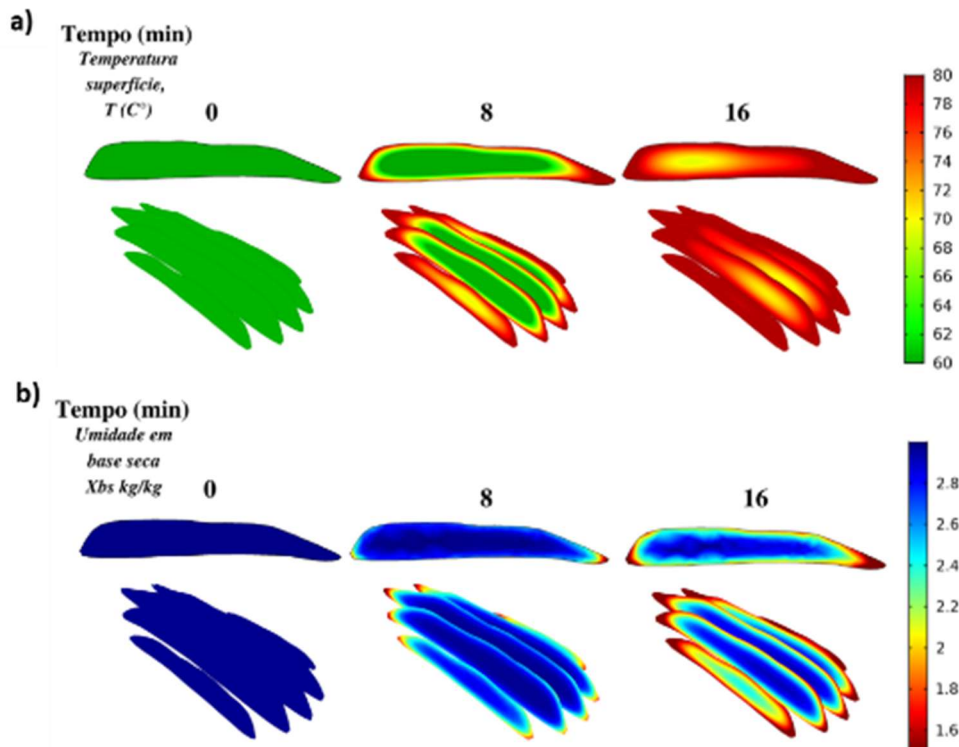 a)
Tempo (min)
Temperatura
superfície,
T (C°)
0
8
16
80
78
76
74
72
70
68
66
64
62
60
b)
Tempo (min)
Umidade em
base seca
Xbs kg/kg
0
8
16
2.8
2.6
2.4
2.2
2
1.8
1.6